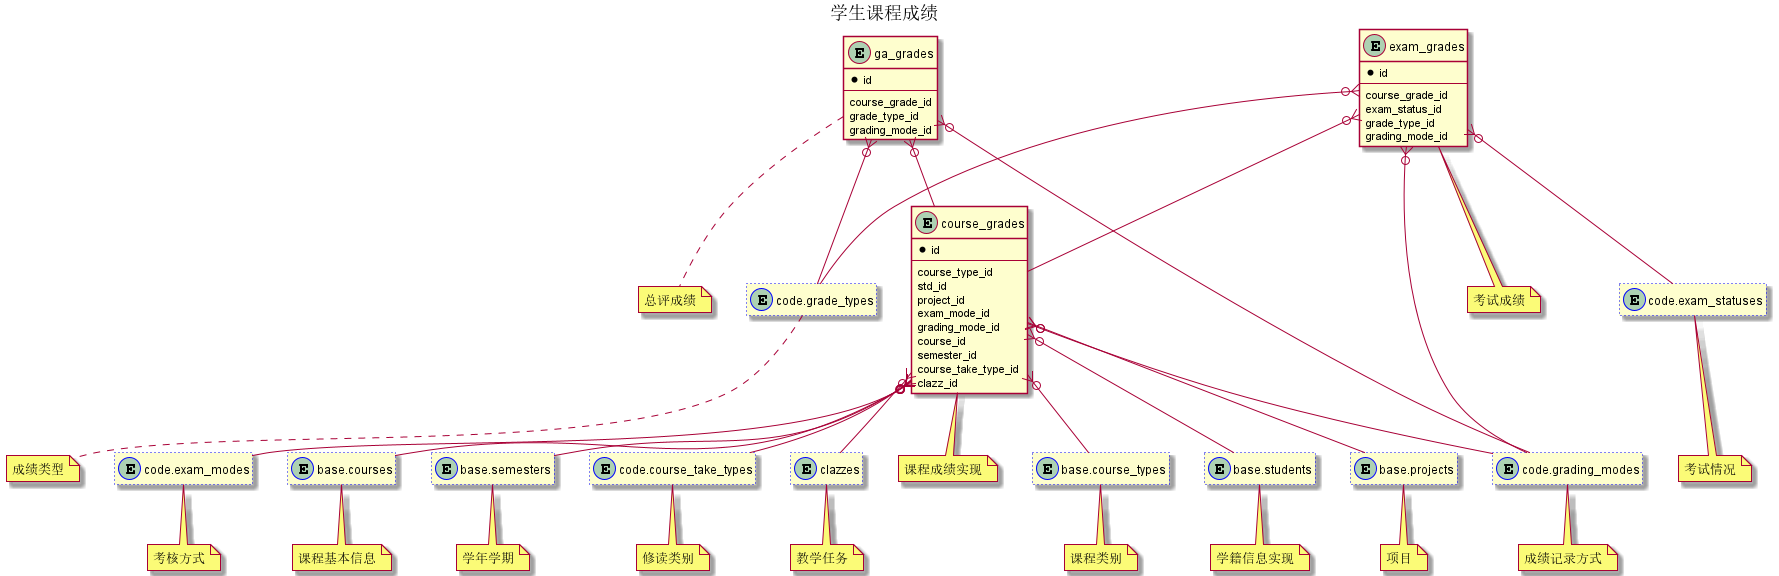 学生课程成绩
E ga_grades
id
course_grade_id
grade_type_id
grading_mode_id
E exam_grades
id
course_grade_id
exam_status_id
grade_type_id
grading_mode_id
E course_grades
id
course_type_id
std_id
project_id
exam_mode_id
grading_mode_id
course_id
semester_id
course_take_type_id
clazz_id
总评成绩
E code.grade_types
考试成绩
E code.exam_statuses
成绩类型
E code.exam_modes
E base.courses
E base.semesters
E code.course_take_types
E clazzes
课程成绩实现
E base.course_types
E base.students
E base.projects
E code.grading_modes
考试情况
考核方式
课程基本信息
学年学期
修读类别
教学任务
课程类别
学籍信息实现
项目
成绩记录方式